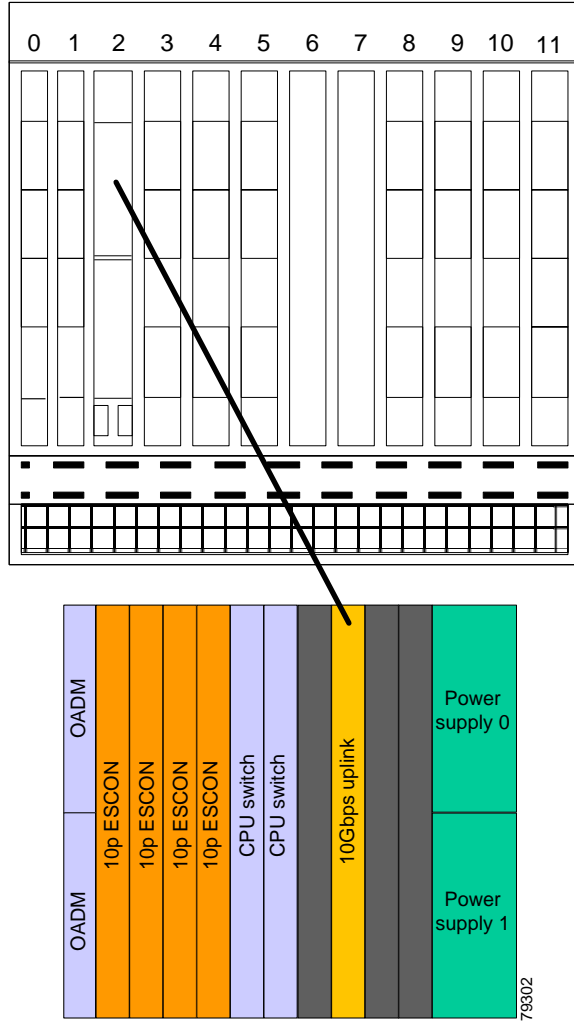 0 1 2 3 4 5 6 7 8 9 10 11
OADM
OADM
10p ESCON
10p ESCON
10p ESCON
10p ESCON
CPU switch
CPU switch
10Gbps uplink
Power
supply 0
Power
supply 1
79302